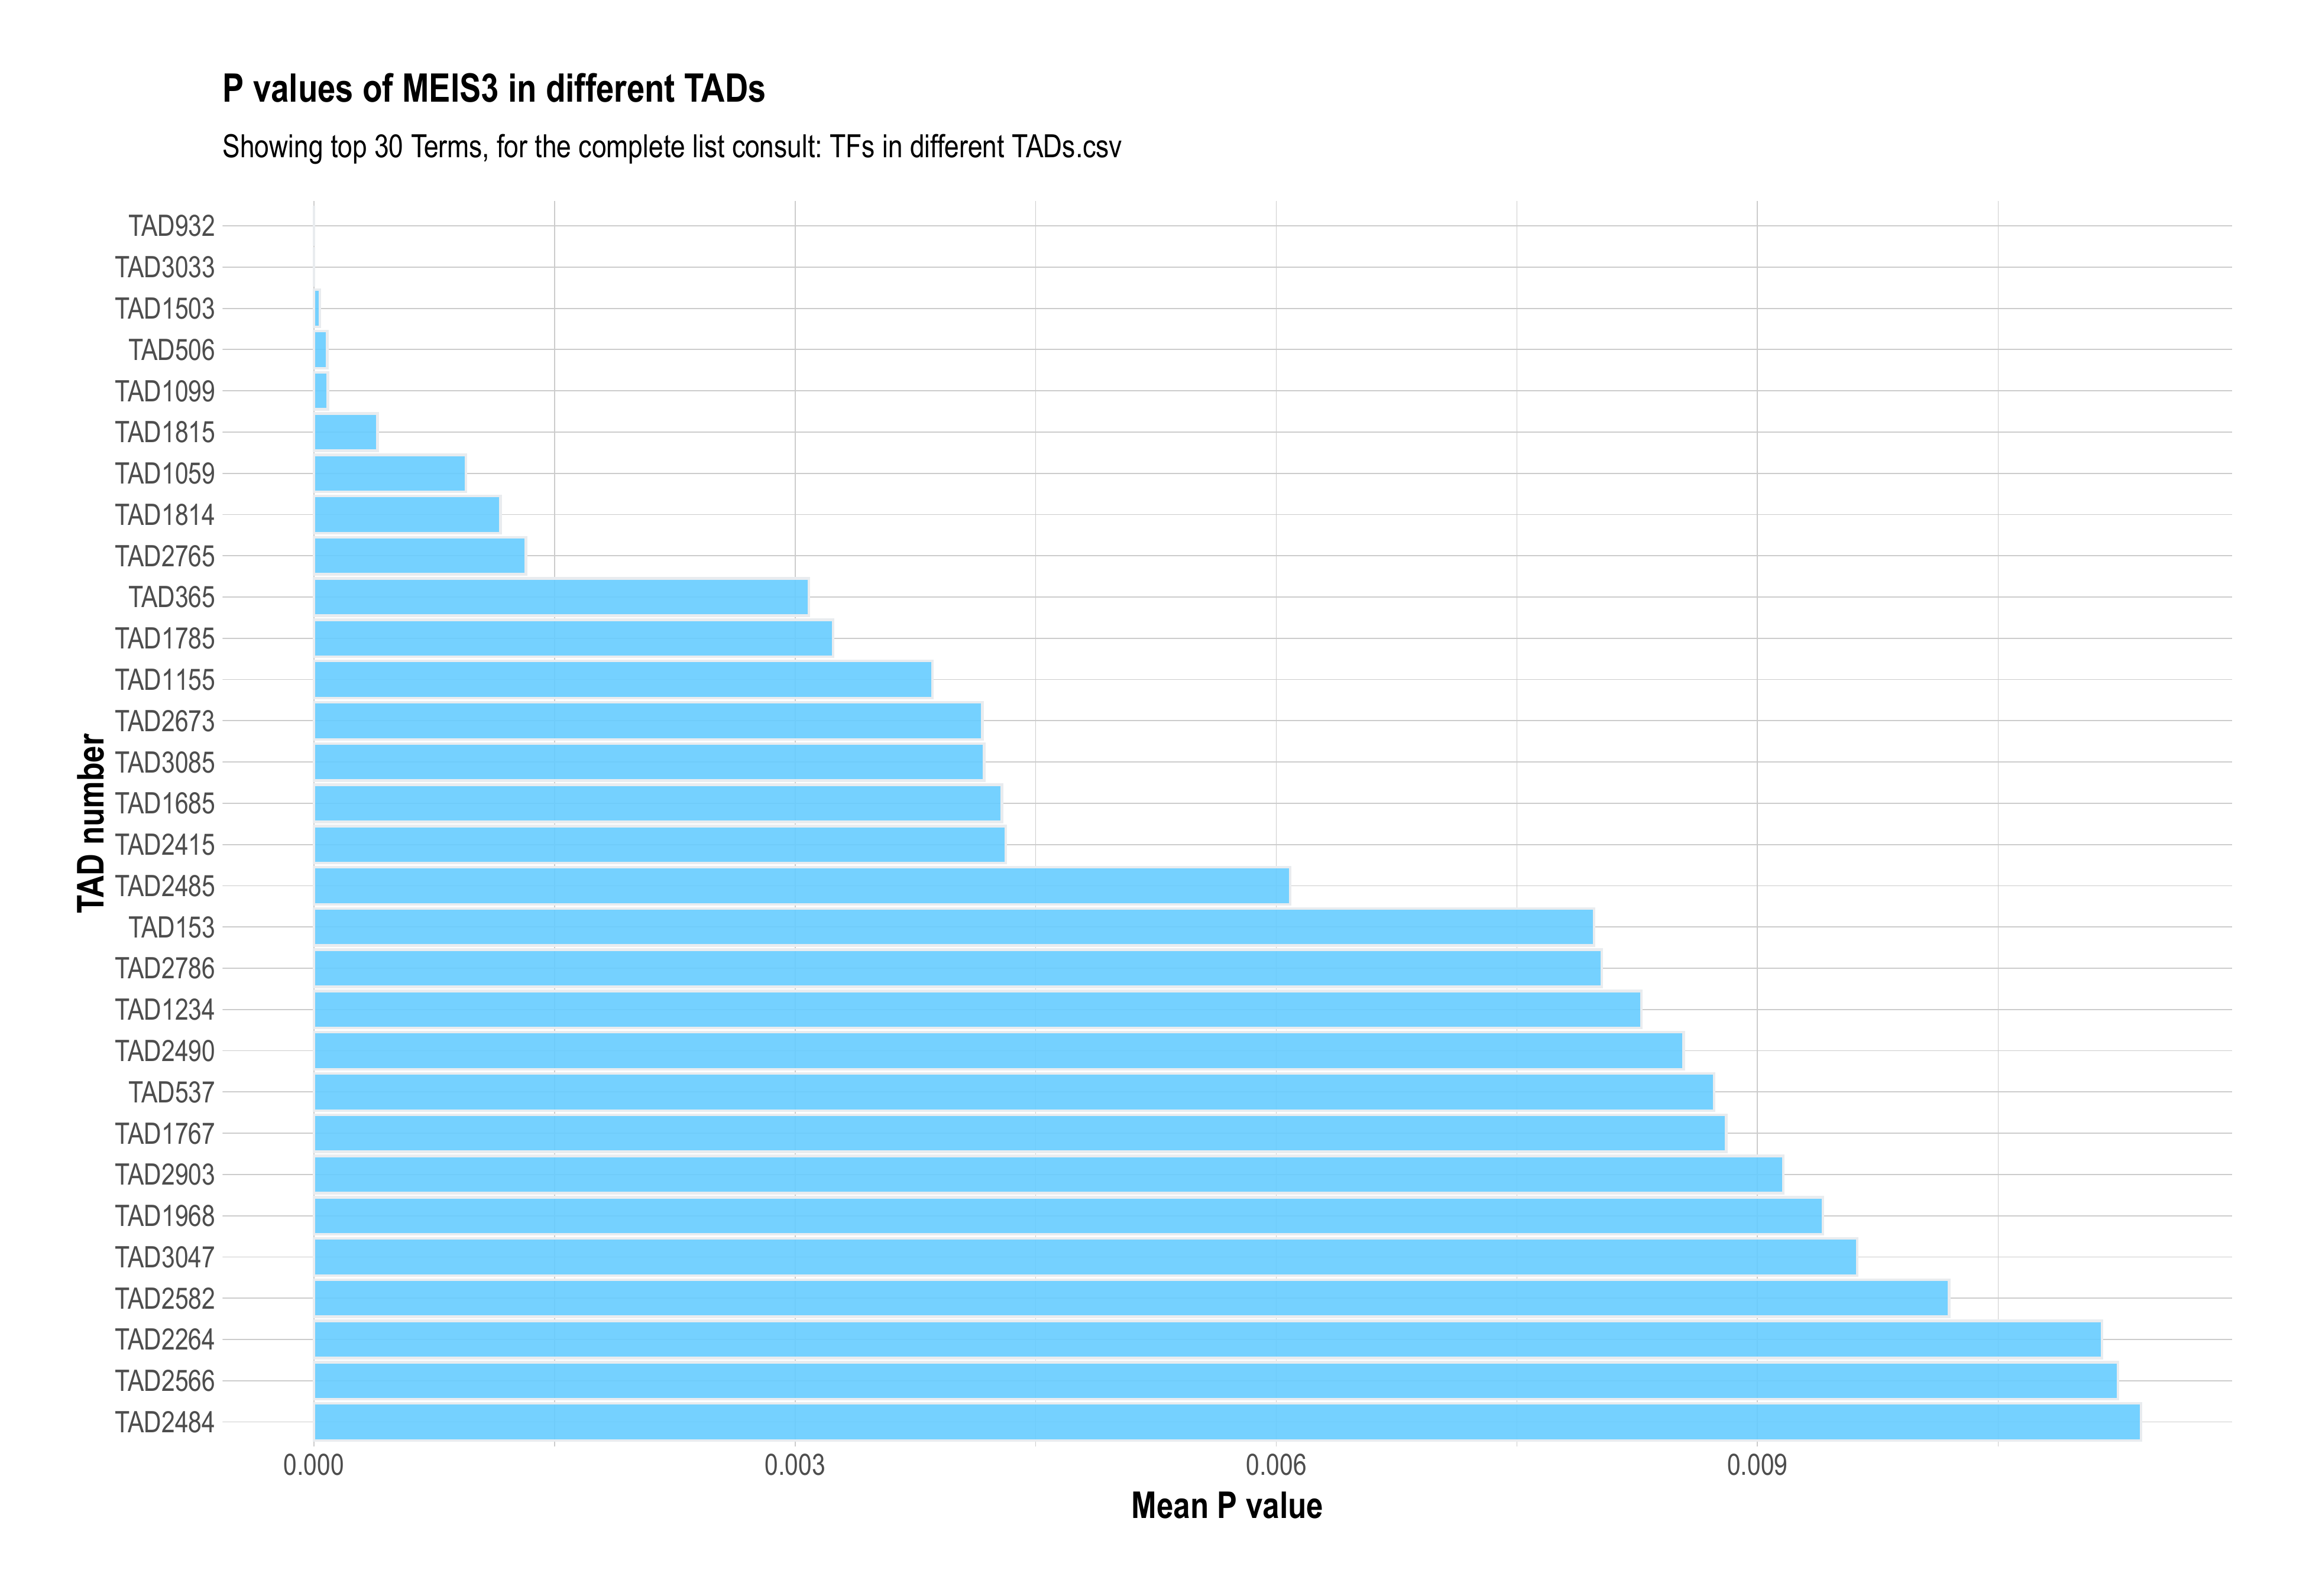 P values of MEIS3 in different TADs
Showing top 30 Terms, for the complete list consult: TFs in different TADs.csv
TAD932
TAD3033
TAD1503
TAD506
TAD1099
TAD1815
TAD1059
TAD1814
TAD2765
TAD365
TAD1785
TAD1155
TAD2673
TAD3085
TAD1685
TAD2415
TAD2485
TAD153
TAD2786
TAD1234
TAD2490
TAD537
TAD1767
TAD2903
TAD1968
TAD3047
TAD2582
TAD2264
TAD2566
TAD2484
TAD number
0.000 0.003 0.006 0.009
Mean P value